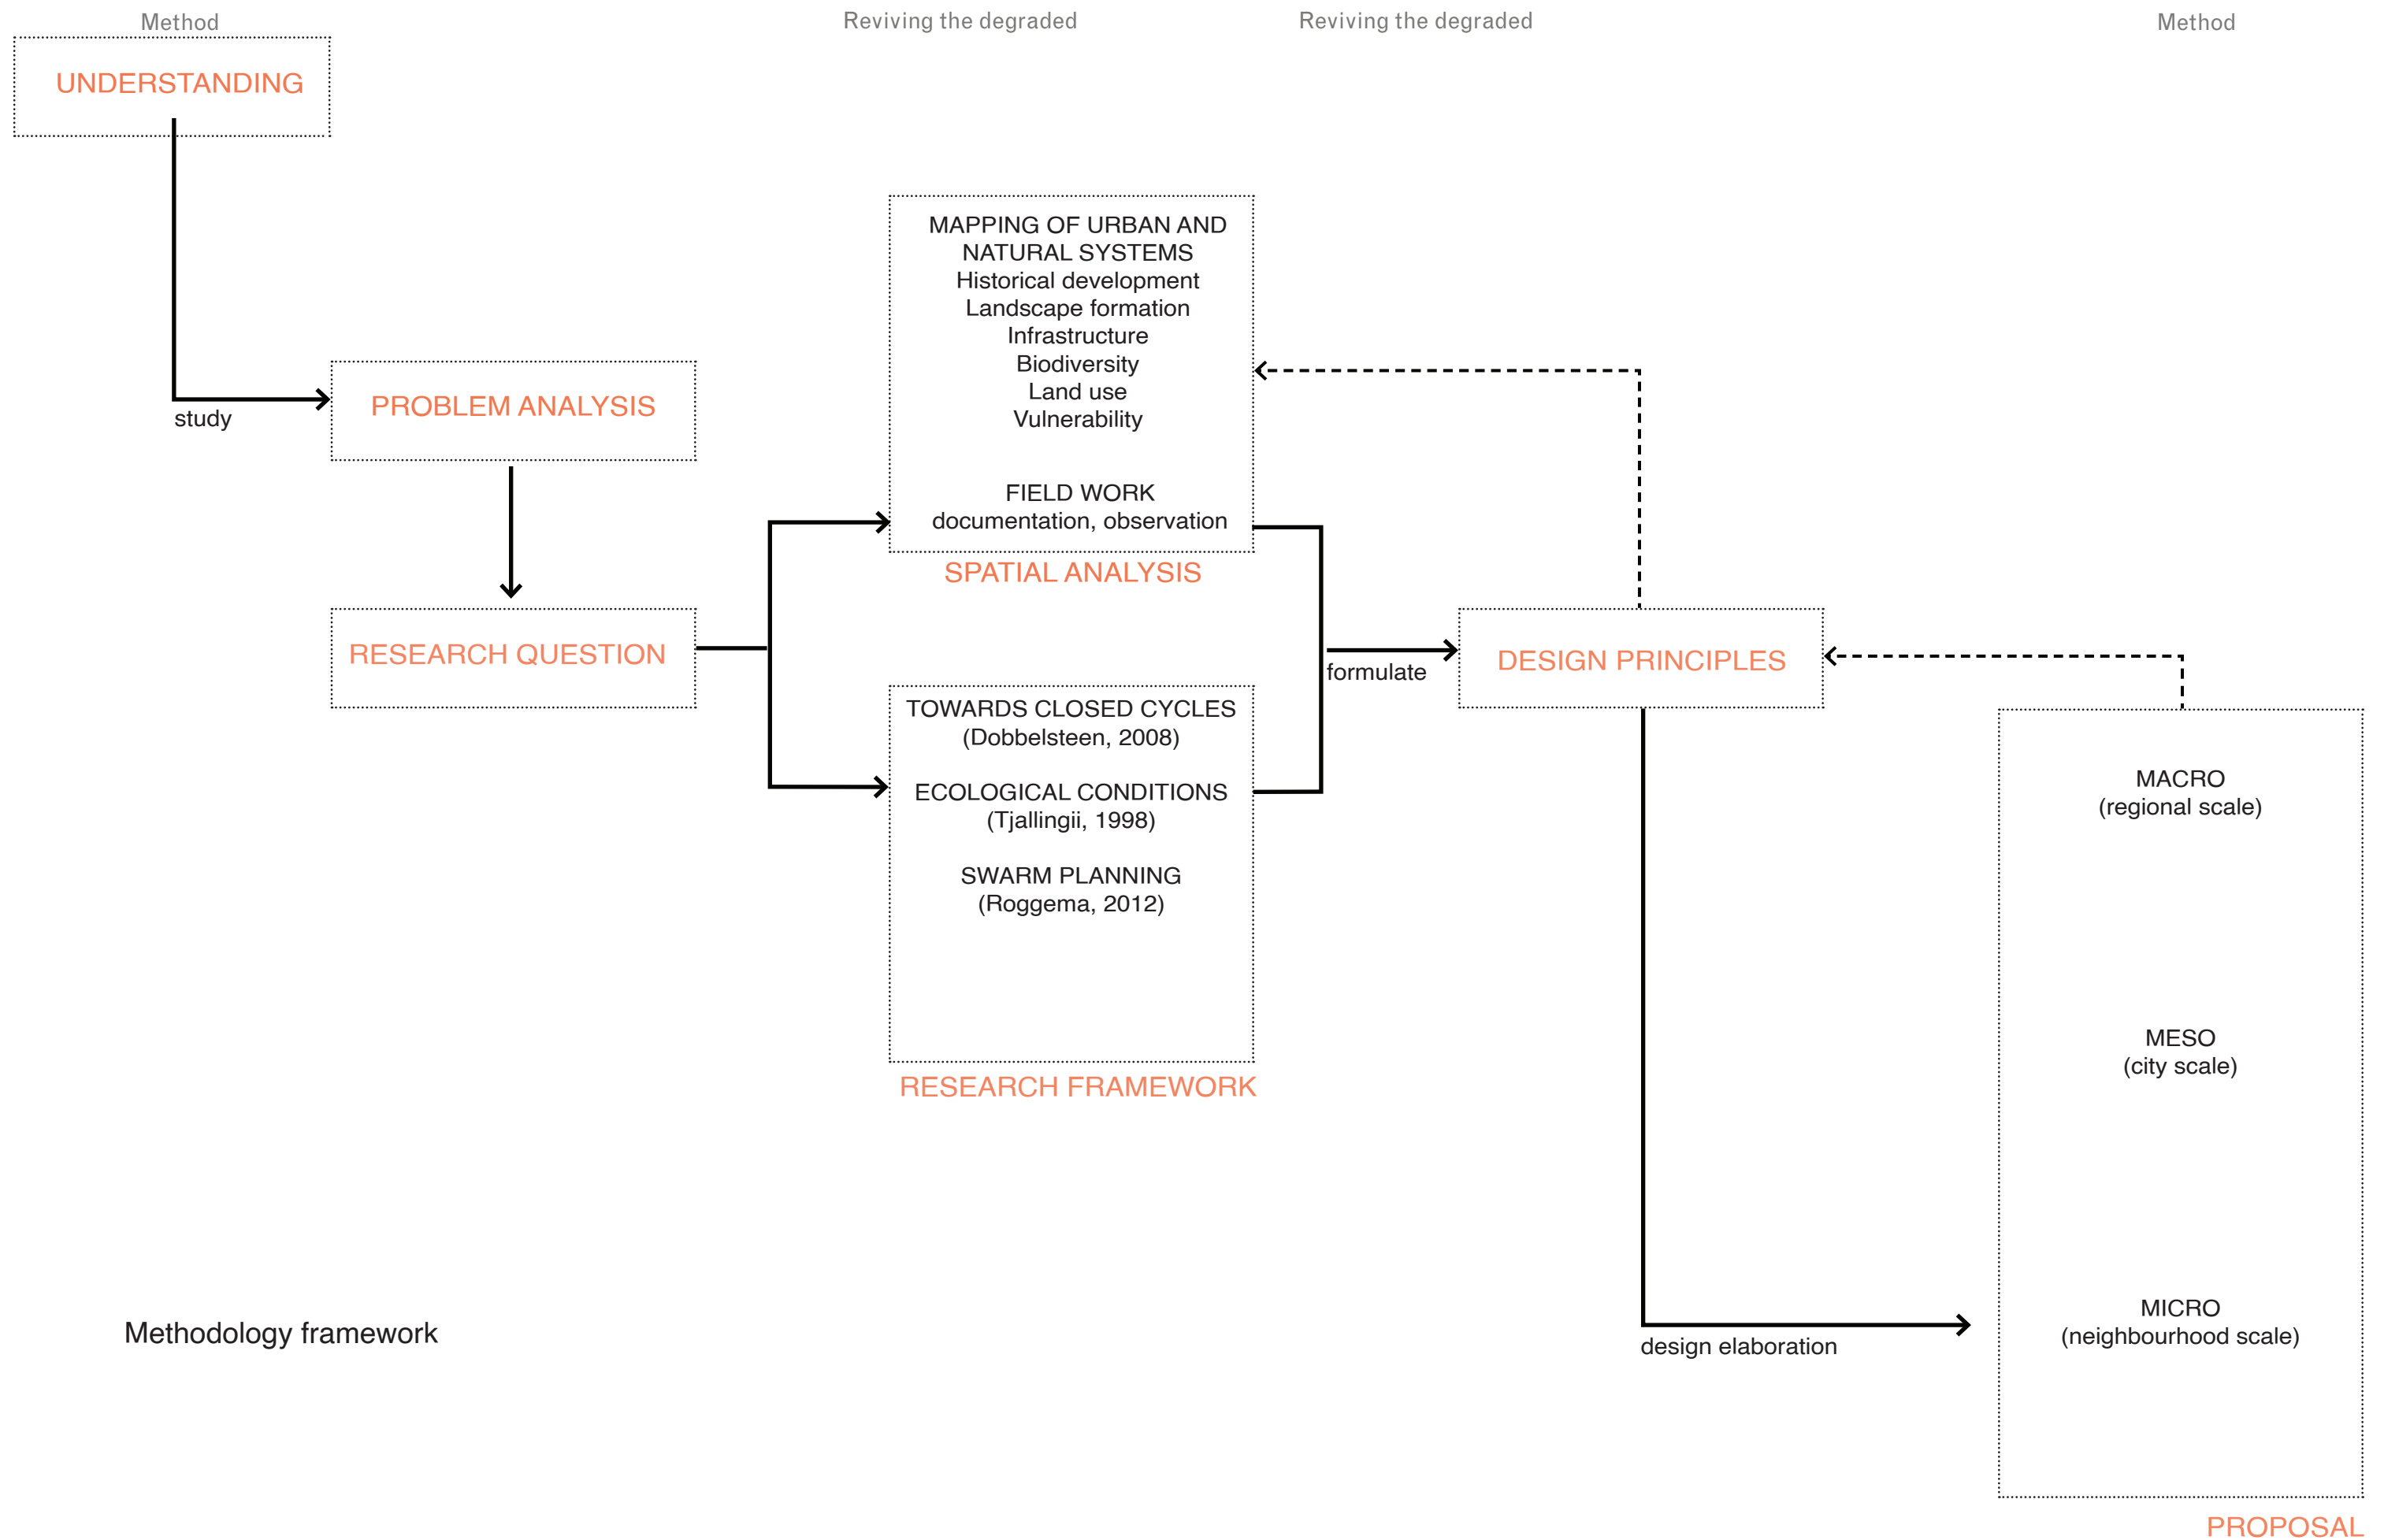 Method
Reviving the degraded
Reviving the degraded
Method
UNDERSTANDING
study
PROBLEM ANALYSIS
RESEARCH QUESTION
MAPPING OF URBAN AND
NATURAL SYSTEMS
Historical development
Landscape formation
Infrastructure
Biodiversity
Land use
Vulnerability
FIELD WORK
documentation, observation
SPATIAL ANALYSIS
TOWARDS CLOSED CYCLES
(Dobbelsteen, 2008)
ECOLOGICAL CONDITIONS
(Tjallingii, 1998)
SWARM PLANNING
(Roggema, 2012)
RESEARCH FRAMEWORK
formulate
DESIGN PRINCIPLES
design elaboration
MACRO
(regional scale)
MESO
(city scale)
MICRO
(neighbourhood scale)
PROPOSAL
Methodology framework